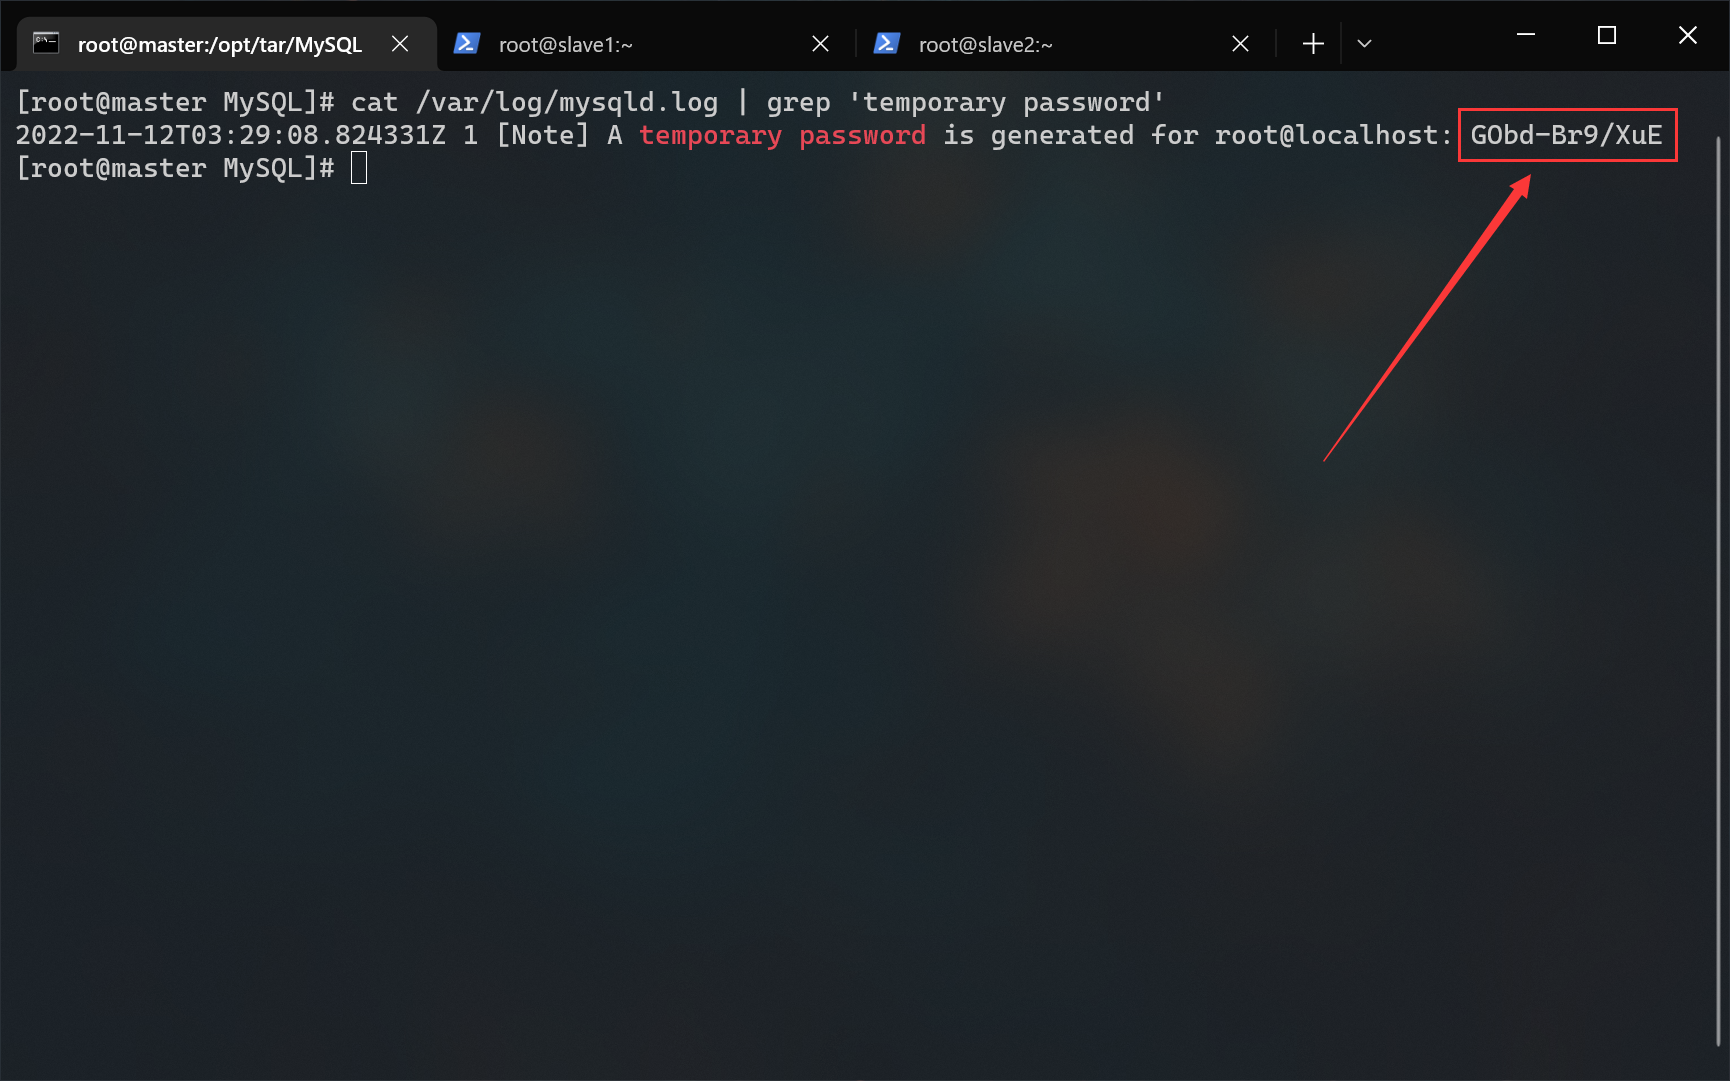 root@master:/opt/tar/MySQL
root@slave1:~
root@slave2:~
[root@master MySQL]# cat /var/log/mysqld.log | grep 'temporary password'
2022-11-12T03:29:08.824331Z 1 [Note] A temporary password is generated for root@localhost: GObd-Br9/XuE
[root@master MySQL]#